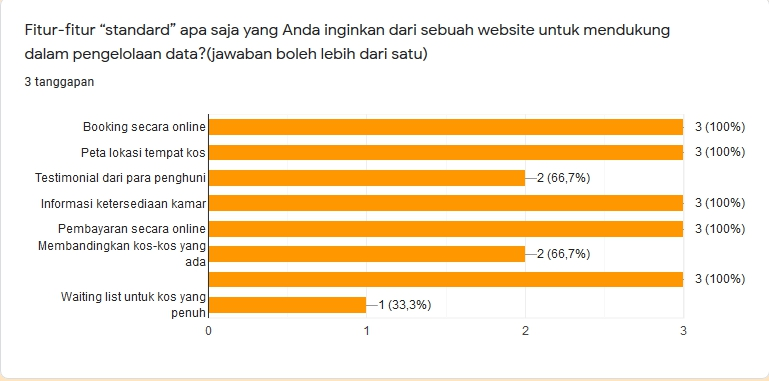 Fitur-fitur “standard” apa saja yang Anda inginkan dari sebuah website untuk mendukung
dalam pengelolaan data?(jawaban boleh lebih dari satu)
3 tanggapan
Booking secara online 3 (100%)
Peta lokasi tempat kos 3 (100%)
Testimonial dari para penghuni 2 (66,7%)
Informasi ketersediaan kamar 3 (100%)
Pembayaran secara online 3 (100%)
Membandingkan kos-kos yang
ada 2 (66,7%)
3 (100%)
Waiting list untuk kos yang
penuh 1 (33,3%)
0 1 2 3